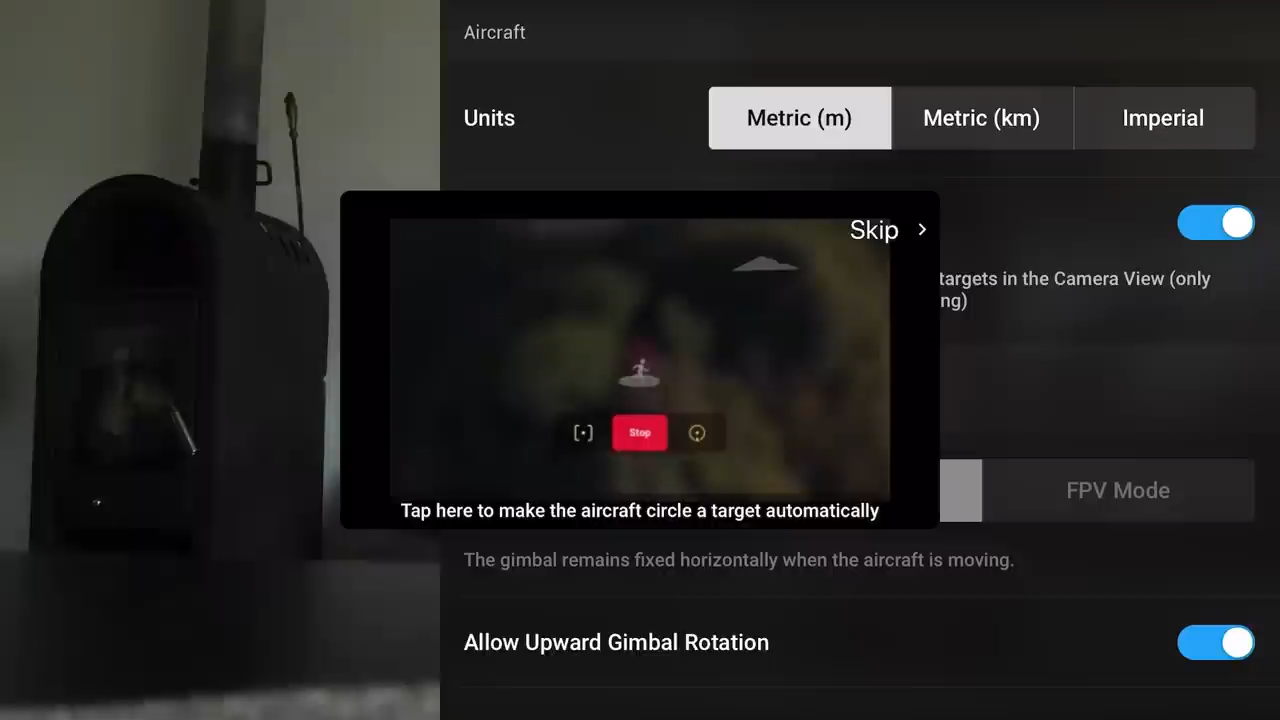 Aircraft
Units
Metric (m)
Metric (km)
Imperial
Skip
targets in the Camera View (only
ng)
Stop
Tap here to make the aircraft circle a target automatically
FPV Mode
The gimbal remains fixed horizontally when the aircraft is moving.
Allow Upward Gimbal Rotation